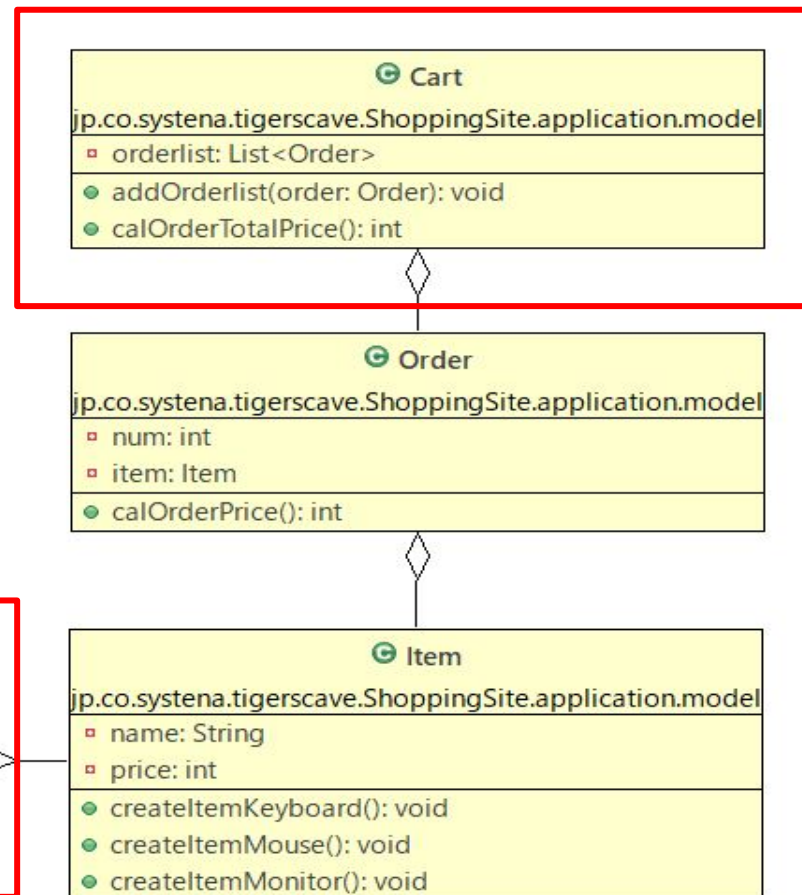 C Cart
jp.co.systena.tigerscave.ShoppingSite.application.model
orderlist: List<Order>
addOrderlist(order: Order): void
calOrderTotalPrice(): int
C Order
jp.co.systena.tigerscave.ShoppingSite.application.model
num: int
item: Item
calOrderPrice(): int
C Item
jp.co.systena.tigerscave.ShoppingSite.application.model
name: String
price: int
createItemKeyboard(): void
createItemMouse(): void
createItemMonitor(): void